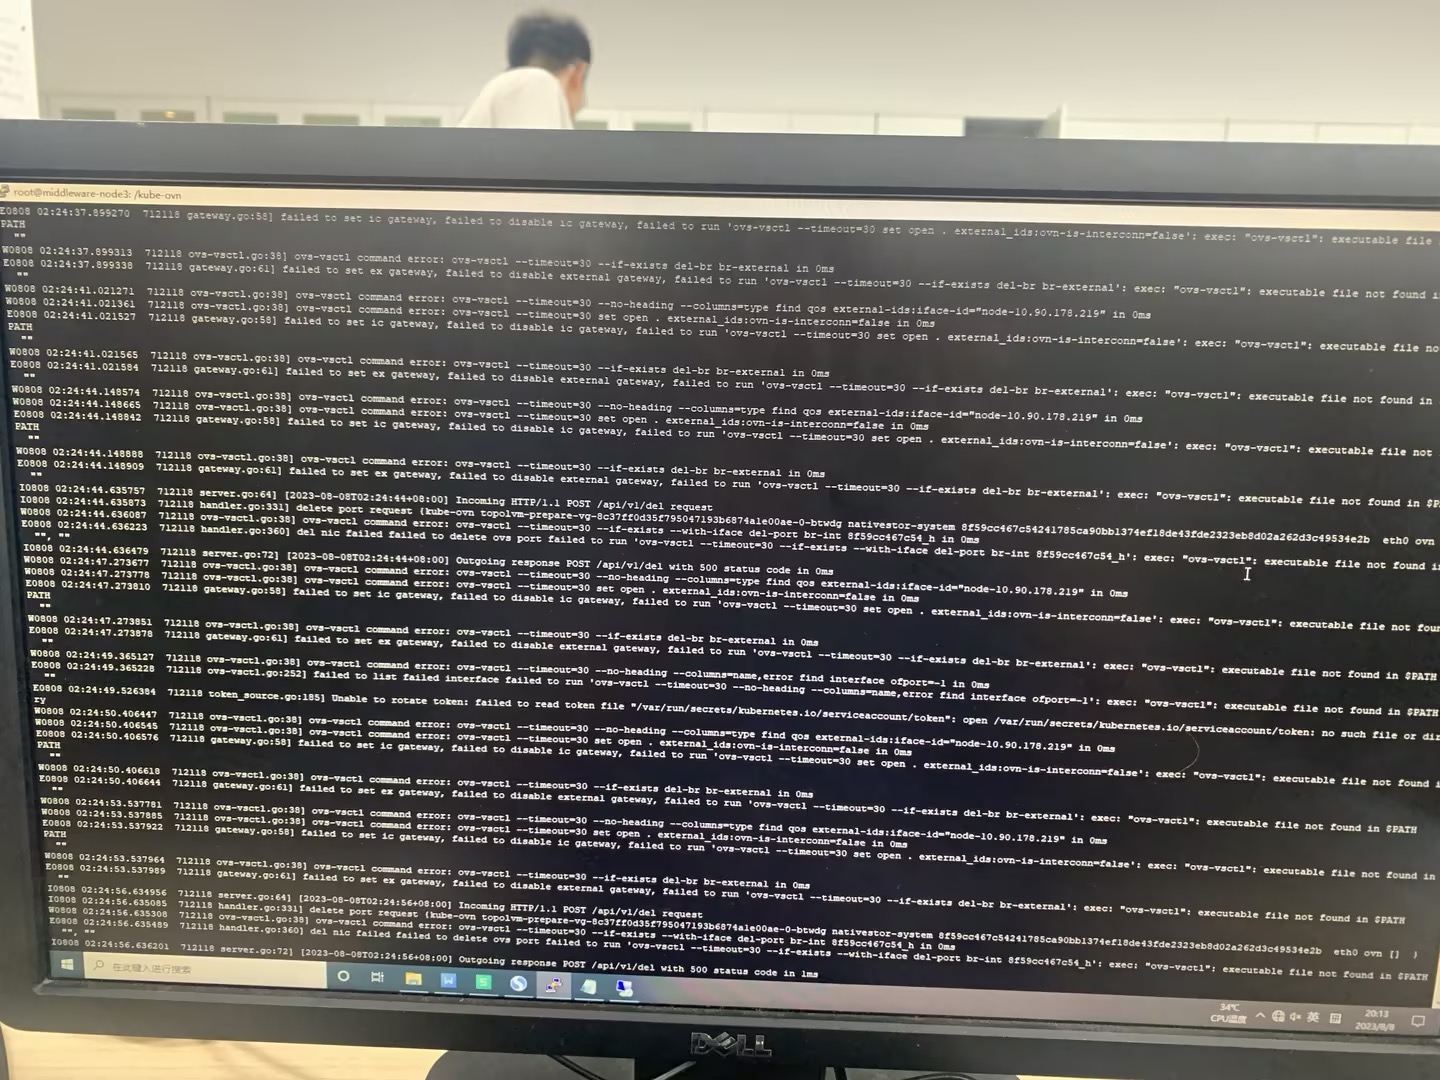 root@middleware-node3: /kube-ovn
E0808 02:24:37.899270  712118 gateway.go:58] failed to set ic gateway, failed to disable ic gateway, failed to run 'ovs-vsctl --timeout=30 set open . external_ids:ovn-is-interconn=false': exec: "ovs-vsctl": executable file
PATH
""
W0808 02:24:37.899313  712118 ovs-vsctl.go:38] ovs-vsctl command error: ovs-vsctl --timeout=30 --if-exists del-br br-external in 0ms
E0808 02:24:37.899338  712118 gateway.go:61] failed to set ex gateway, failed to disable external gateway, failed to run 'ovs-vsctl --timeout=30 --if-exists del-br br-external': exec: "ovs-vsctl": executable file not found i
""
W0808 02:24:41.021271  712118 ovs-vsctl.go:38] ovs-vsctl command error: ovs-vsctl --timeout=30 --no-heading --columns=type find qos external-ids:iface-id="node-10.90.178.219" in 0ms
W0808 02:24:41.021361  712118 ovs-vsctl.go:38] ovs-vsctl command error: ovs-vsctl --timeout=30 set open . external_ids:ovn-is-interconn=false in 0ms
E0808 02:24:41.021527  712118 gateway.go:58] failed to set ic gateway, failed to disable ic gateway, failed to run 'ovs-vsctl --timeout=30 set open . external_ids:ovn-is-interconn=false': exec: "ovs-vsctl": executable file no
PATH
""
W0808 02:24:41.021565  712118 ovs-vsctl.go:38] ovs-vsctl command error: ovs-vsctl --timeout=30 --if-exists del-br br-external in 0ms
E0808 02:24:41.021584  712118 gateway.go:61] failed to set ex gateway, failed to disable external gateway, failed to run 'ovs-vsctl --timeout=30 --if-exists del-br br-external': exec: "ovs-vsctl": executable file not found in
""
W0808 02:24:44.148574  712118 ovs-vsctl.go:38] ovs-vsctl command error: ovs-vsctl --timeout=30 --no-heading --columns=type find qos external-ids:iface-id="node-10.90.178.219" in 0ms
W0808 02:24:44.148665  712118 ovs-vsctl.go:38] ovs-vsctl command error: ovs-vsctl --timeout=30 set open . external_ids:ovn-is-interconn=false in 0ms
E0808 02:24:44.148842  712118 gateway.go:58] failed to set ic gateway, failed to disable ic gateway, failed to run 'ovs-vsctl --timeout=30 set open . external_ids:ovn-is-interconn=false': exec: "ovs-vsctl": executable file not
PATH
""
W0808 02:24:44.148888  712118 ovs-vsctl.go:38] ovs-vsctl command error: ovs-vsctl --timeout=30 --if-exists del-br br-external in 0ms
E0808 02:24:44.148909  712118 gateway.go:61] failed to set ex gateway, failed to disable external gateway, failed to run 'ovs-vsctl --timeout=30 --if-exists del-br br-external': exec: "ovs-vsctl": executable file not found in $P
""
I0808 02:24:44.635757  712118 server.go:64] [2023-08-08T02:24:44+08:00] Incoming HTTP/1.1 POST /api/v1/del request
I0808 02:24:44.635873  712118 handler.go:331] delete port request {kube-ovn topolvm-prepare-vg-8c37ff0d35f795047193b6874a1e00ae-0-btwdg nativestor-system 8f59cc467c54241785ca90bb1374ef18de43fde2323eb8d02a262d3c49534e2b  eth0 ovn
W0808 02:24:44.636087  712118 ovs-vsctl.go:38] ovs-vsctl command error: ovs-vsctl --timeout=30 --if-exists --with-iface del-port br-int 8f59cc467c54_h in 0ms
E0808 02:24:44.636223  712118 handler.go:360] del nic failed failed to delete ovs port failed to run 'ovs-vsctl --timeout=30 --if-exists --with-iface del-port br-int 8f59cc467c54_h': exec: "ovs-vsctl": executable file not found in
"", ""
I0808 02:24:44.636479  712118 server.go:72] [2023-08-08T02:24:44+08:00] Outgoing response POST /api/v1/del with 500 status code in 0ms
W0808 02:24:47.273677  712118 ovs-vsctl.go:38] ovs-vsctl command error: ovs-vsctl --timeout=30 --no-heading --columns=type find qos external-ids:iface-id="node-10.90.178.219" in 0ms
W0808 02:24:47.273778  712118 ovs-vsctl.go:38] ovs-vsctl command error: ovs-vsctl --timeout=30 set open . external_ids:ovn-is-interconn=false in 0ms
E0808 02:24:47.273810  712118 gateway.go:58] failed to set ic gateway, failed to disable ic gateway, failed to run 'ovs-vsctl --timeout=30 set open . external_ids:ovn-is-interconn=false': exec: "ovs-vsctl": executable file not foun
PATH
""
W0808 02:24:47.273851  712118 ovs-vsctl.go:38] ovs-vsctl command error: ovs-vsctl --timeout=30 --if-exists del-br br-external in 0ms
E0808 02:24:47.273878  712118 gateway.go:61] failed to set ex gateway, failed to disable external gateway, failed to run 'ovs-vsctl --timeout=30 --if-exists del-br br-external': exec: "ovs-vsctl": executable file not found in $PATH
""
W0808 02:24:49.365127  712118 ovs-vsctl.go:38] ovs-vsctl command error: ovs-vsctl --timeout=30 --no-heading --columns=name,error find interface ofport=-1 in 0ms
E0808 02:24:49.365228  712118 ovs-vsctl.go:252] failed to list failed interface failed to run 'ovs-vsctl --timeout=30 --no-heading --columns=name,error find interface ofport=-1': exec: "ovs-vsctl": executable file not found in $PATH
""
E0808 02:24:49.526384  712118 token_source.go:185] Unable to rotate token: failed to read token file "/var/run/secrets/kubernetes.io/serviceaccount/token": open /var/run/secrets/kubernetes.io/serviceaccount/token: no such file or dir
ry
W0808 02:24:50.406447  712118 ovs-vsctl.go:38] ovs-vsctl command error: ovs-vsctl --timeout=30 --no-heading --columns=type find qos external-ids:iface-id="node-10.90.178.219" in 0ms
W0808 02:24:50.406545  712118 ovs-vsctl.go:38] ovs-vsctl command error: ovs-vsctl --timeout=30 set open . external_ids:ovn-is-interconn=false in 0ms
E0808 02:24:50.406576  712118 gateway.go:58] failed to set ic gateway, failed to disable ic gateway, failed to run 'ovs-vsctl --timeout=30 set open . external_ids:ovn-is-interconn=false': exec: "ovs-vsctl": executable file not found i
PATH
""
W0808 02:24:50.406618  712118 ovs-vsctl.go:38] ovs-vsctl command error: ovs-vsctl --timeout=30 --if-exists del-br br-external in 0ms
E0808 02:24:50.406644  712118 gateway.go:61] failed to set ex gateway, failed to disable external gateway, failed to run 'ovs-vsctl --timeout=30 --if-exists del-br br-external': exec: "ovs-vsctl": executable file not found in $PATH
""
W0808 02:24:53.537781  712118 ovs-vsctl.go:38] ovs-vsctl command error: ovs-vsctl --timeout=30 --no-heading --columns=type find qos external-ids:iface-id="node-10.90.178.219" in 0ms
W0808 02:24:53.537885  712118 ovs-vsctl.go:38] ovs-vsctl command error: ovs-vsctl --timeout=30 set open . external_ids:ovn-is-interconn=false in 0ms
E0808 02:24:53.537922  712118 gateway.go:58] failed to set ic gateway, failed to disable ic gateway, failed to run 'ovs-vsctl --timeout=30 set open . external_ids:ovn-is-interconn=false': exec: "ovs-vsctl": executable file not found in
PATH
""
W0808 02:24:53.537964  712118 ovs-vsctl.go:38] ovs-vsctl command error: ovs-vsctl --timeout=30 --if-exists del-br br-external in 0ms
E0808 02:24:53.537989  712118 gateway.go:61] failed to set ex gateway, failed to disable external gateway, failed to run 'ovs-vsctl --timeout=30 --if-exists del-br br-external': exec: "ovs-vsctl": executable file not found in $PATH
""
I0808 02:24:56.634956  712118 server.go:64] [2023-08-08T02:24:56+08:00] Incoming HTTP/1.1 POST /api/v1/del request
I0808 02:24:56.635085  712118 handler.go:331] delete port request {kube-ovn topolvm-prepare-vg-8c37ff0d35f795047193b6874a1e00ae-0-btwdg nativestor-system 8f59cc467c54241785ca90bb1374ef18de43fde2323eb8d02a262d3c49534e2b  eth0 ovn []  }
W0808 02:24:56.635308  712118 ovs-vsctl.go:38] ovs-vsctl command error: ovs-vsctl --timeout=30 --if-exists --with-iface del-port br-int 8f59cc467c54_h in 0ms
E0808 02:24:56.635489  712118 handler.go:360] del nic failed failed to delete ovs port failed to run 'ovs-vsctl --timeout=30 --if-exists --with-iface del-port br-int 8f59cc467c54_h': exec: "ovs-vsctl": executable file not found in $PATH
"", ""
I0808 02:24:56.636201  712118 server.go:72] [2023-08-08T02:24:56+08:00] Outgoing response POST /api/v1/del with 500 status code in 1ms
在此键入进行搜索
34℃
CPU温度
英
拼
20:13
2023/8/8
DELL